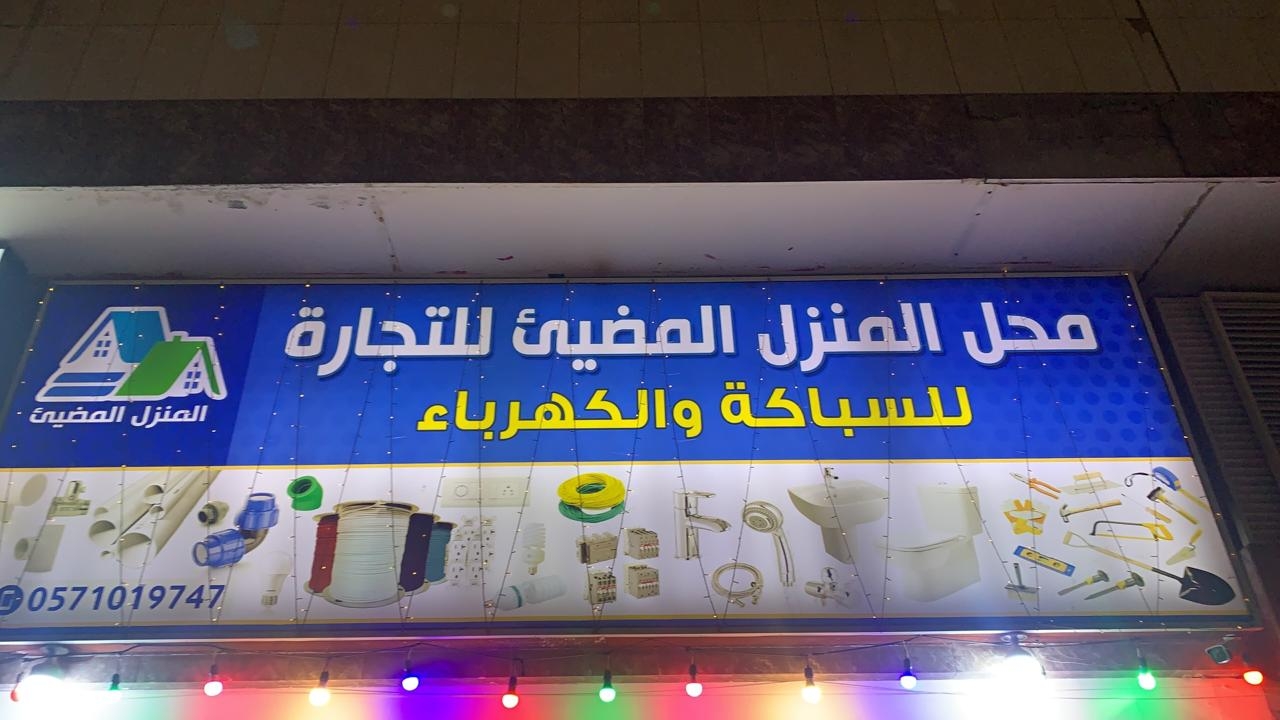 محل المنزل المضيئ للتجارة
للسباكة والكهرباء
المنزل المضيئ
0571019747